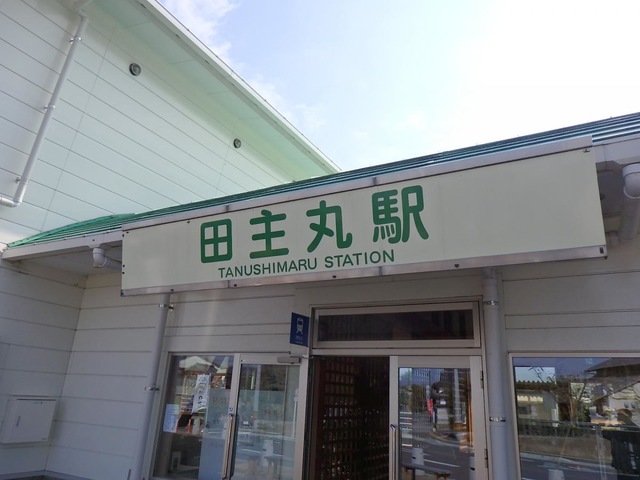 田主丸駅
TANUSHIMARU STATION